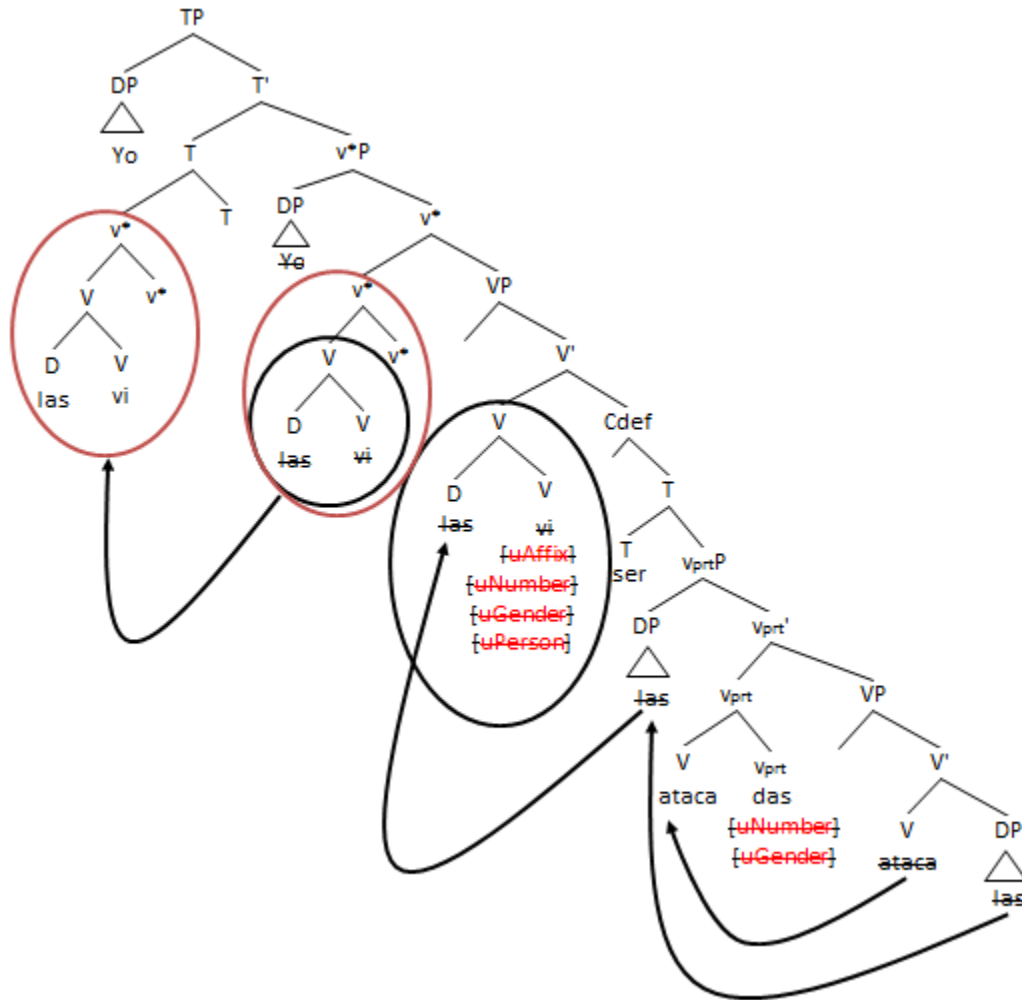 TP
DP T'
Yo T v*P
v* T DP v*
Yo
V v* v* VP
D V V v* V'
las vi D V V Cdef
las vi D V T
las vi T vprtP
[uAffix] ser
[uNumber] DP vprt'
[uGender]
[uPerson] las vprt VP
V vprt V'
ataca das V DP
[uNumber] ataca
[uGender] las